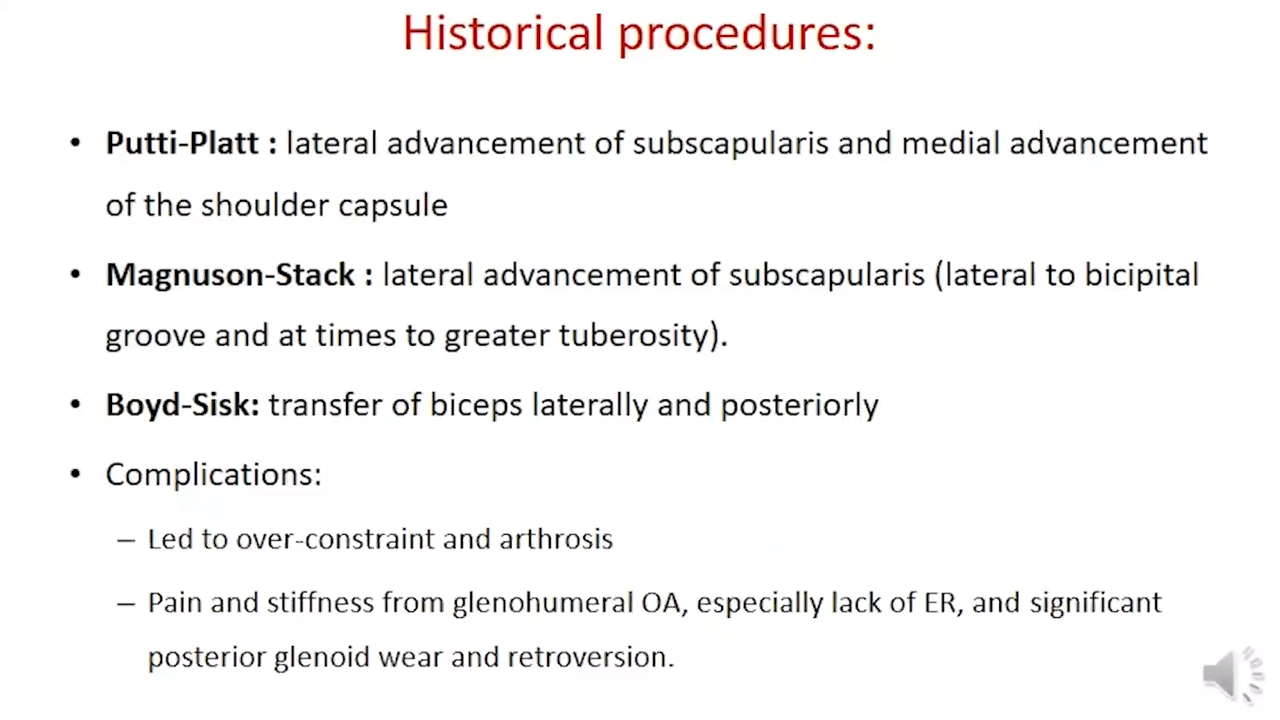 Historical procedures:
• Putti-Platt : lateral advancement of subscapularis and medial advancement
of the shoulder capsule
• Magnuson-Stack : lateral advancement of subscapularis (lateral to bicipital
groove and at times to greater tuberosity).
• Boyd-Sisk: transfer of biceps laterally and posteriorly
• Complications:
– Led to over-constraint and arthrosis
– Pain and stiffness from glenohumeral OA, especially lack of ER, and significant
posterior glenoid wear and retroversion.